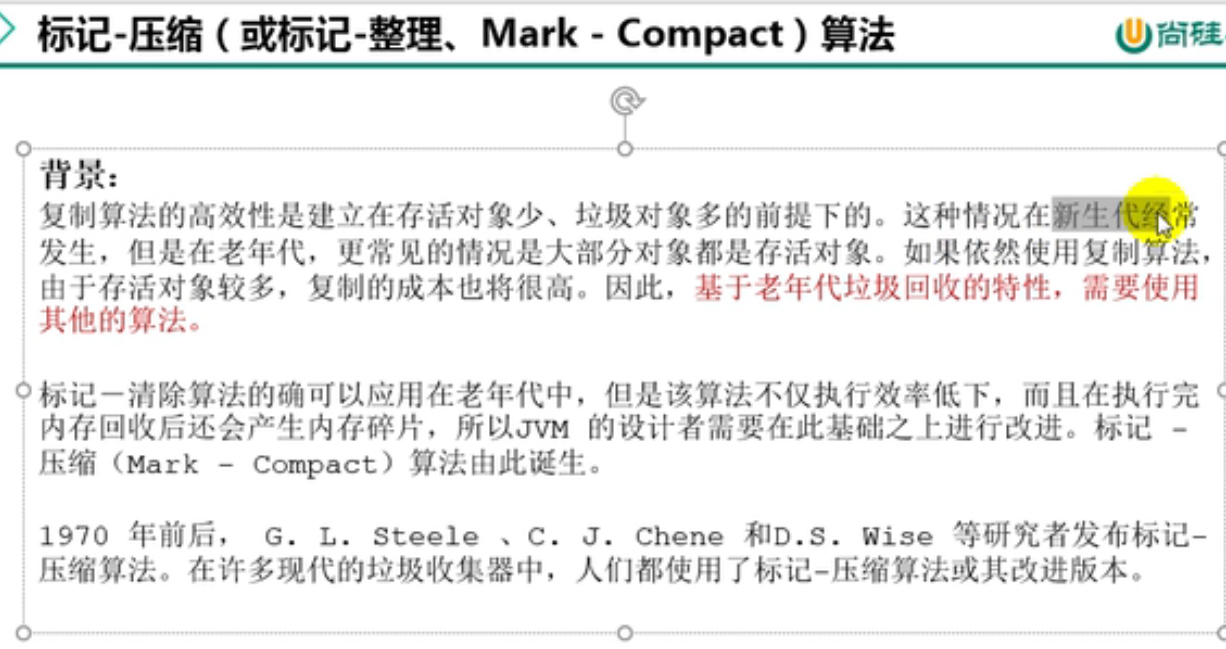 标记-压缩（或标记-整理、Mark - Compact）算法
尚硅
背景：
复制算法的高效性是建立在存活对象少、垃圾对象多的前提下的。这种情况在新生代经常
发生，但是在老年代，更常见的情况是大部分对象都是存活对象。如果依然使用复制算法，
由于存活对象较多，复制的成本也将很高。因此，基于老年代垃圾回收的特性，需要使用
其他的算法。
标记－清除算法的确可以应用在老年代中，但是该算法不仅执行效率低下，而且在执行完
内存回收后还会产生内存碎片，所以JVM 的设计者需要在此基础之上进行改进。标记 -
压缩（Mark - Compact）算法由此诞生。
1970 年前后， G. L. Steele 、C. J. Chene 和D.S. Wise 等研究者发布标记-
压缩算法。在许多现代的垃圾收集器中，人们都使用了标记-压缩算法或其改进版本。